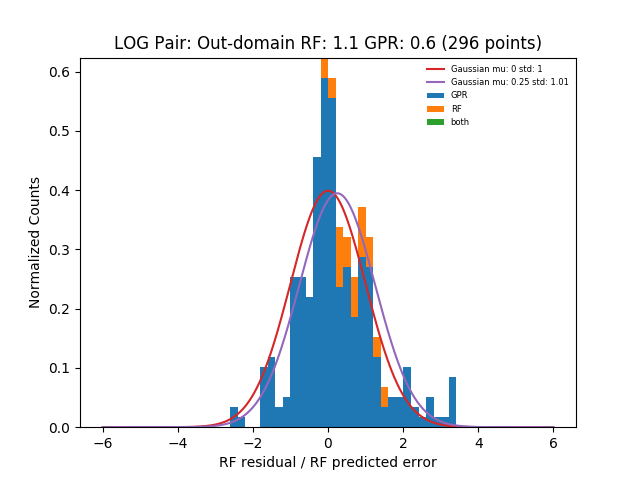 LOG Pair: Out-domain RF: 1.1 GPR: 0.6 (296 points)
Gaussian mu: 0 std: 1
Gaussian mu: 0.25 std: 1.01
GPR
RF
both
Normalized Counts
0.6
0.5
0.4
0.3
0.2
0.1
0.0
−6 −4 −2 0 2 4 6
RF residual / RF predicted error